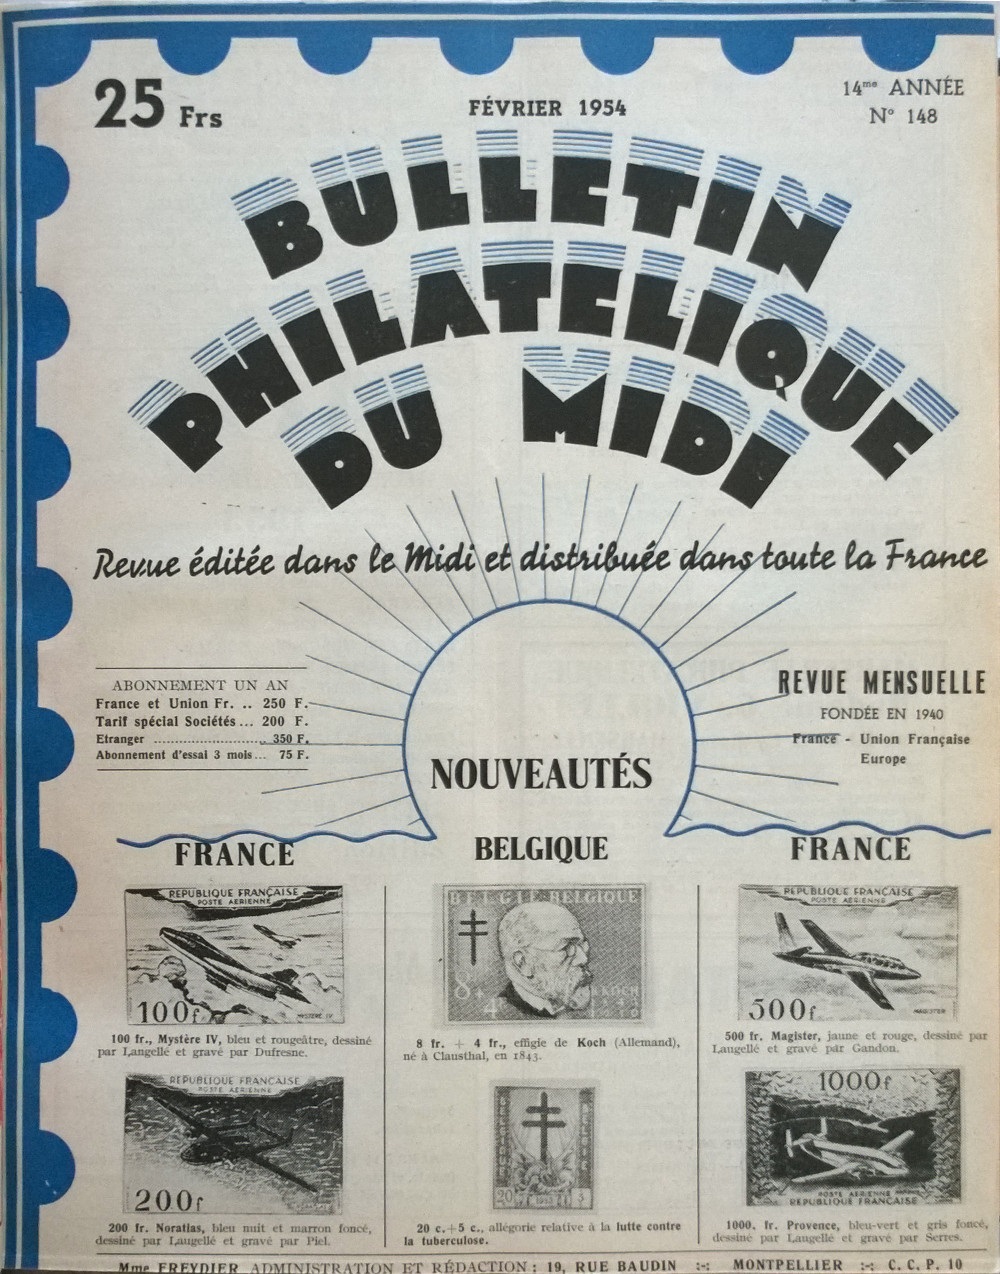 25 Frs
FÉVRIER 1954
14me ANNÉE
N° 148
BULLETIN
PHILATELIQUE
DU MIDI
Revue éditée dans le Midi et distribuée dans toute la France
ABONNEMENT UN AN
France et Union Fr. .. 250 F.
Tarif spécial Sociétés... 200 F.
Etranger ........................ 350 F.
Abonnement d'essai 3 mois... 75 F.
REVUE MENSUELLE
FONDÉE EN 1940
France - Union Française
Europe
NOUVEAUTÉS
FRANCE
REPUBLIQUE FRANÇAISE
POSTE AERIENNE
100f
MYSTÈRE IV
100 fr., Mystère IV, bleu et rougeâtre, dessiné
par Langellé et gravé par Dufresne.
REPUBLIQUE FRANÇAISE
POSTE AERIENNE
200f
200 fr. Noratlas, bleu nuit et marron foncé,
dessiné par Langellé et gravé par Piel.
BELGIQUE
BELGIE BELGIQUE
8+4
R. KOCH
8 fr. + 4 fr., effigie de Koch (Allemand),
né à Clausthal, en 1843.
20
20 c.+5 c., allégorie relative à la lutte contre
la tuberculose.
FRANCE
REPUBLIQUE FRANÇAISE
POSTE AERIENNE
500f
MAGISTER
500 fr. Magister, jaune et rouge, dessiné par
Langellé et gravé par Gandon.
1000f
POSTE AERIENNE PROVENCE
REPUBLIQUE FRANÇAISE
1000. fr. Provence, bleu-vert et gris foncé,
dessiné par Langellé et gravé par Serres.
Mme FREYDIER ADMINISTRATION ET RÉDACTION : 19, RUE BAUDIN :-: MONTPELLIER :-: C. C. P. 10